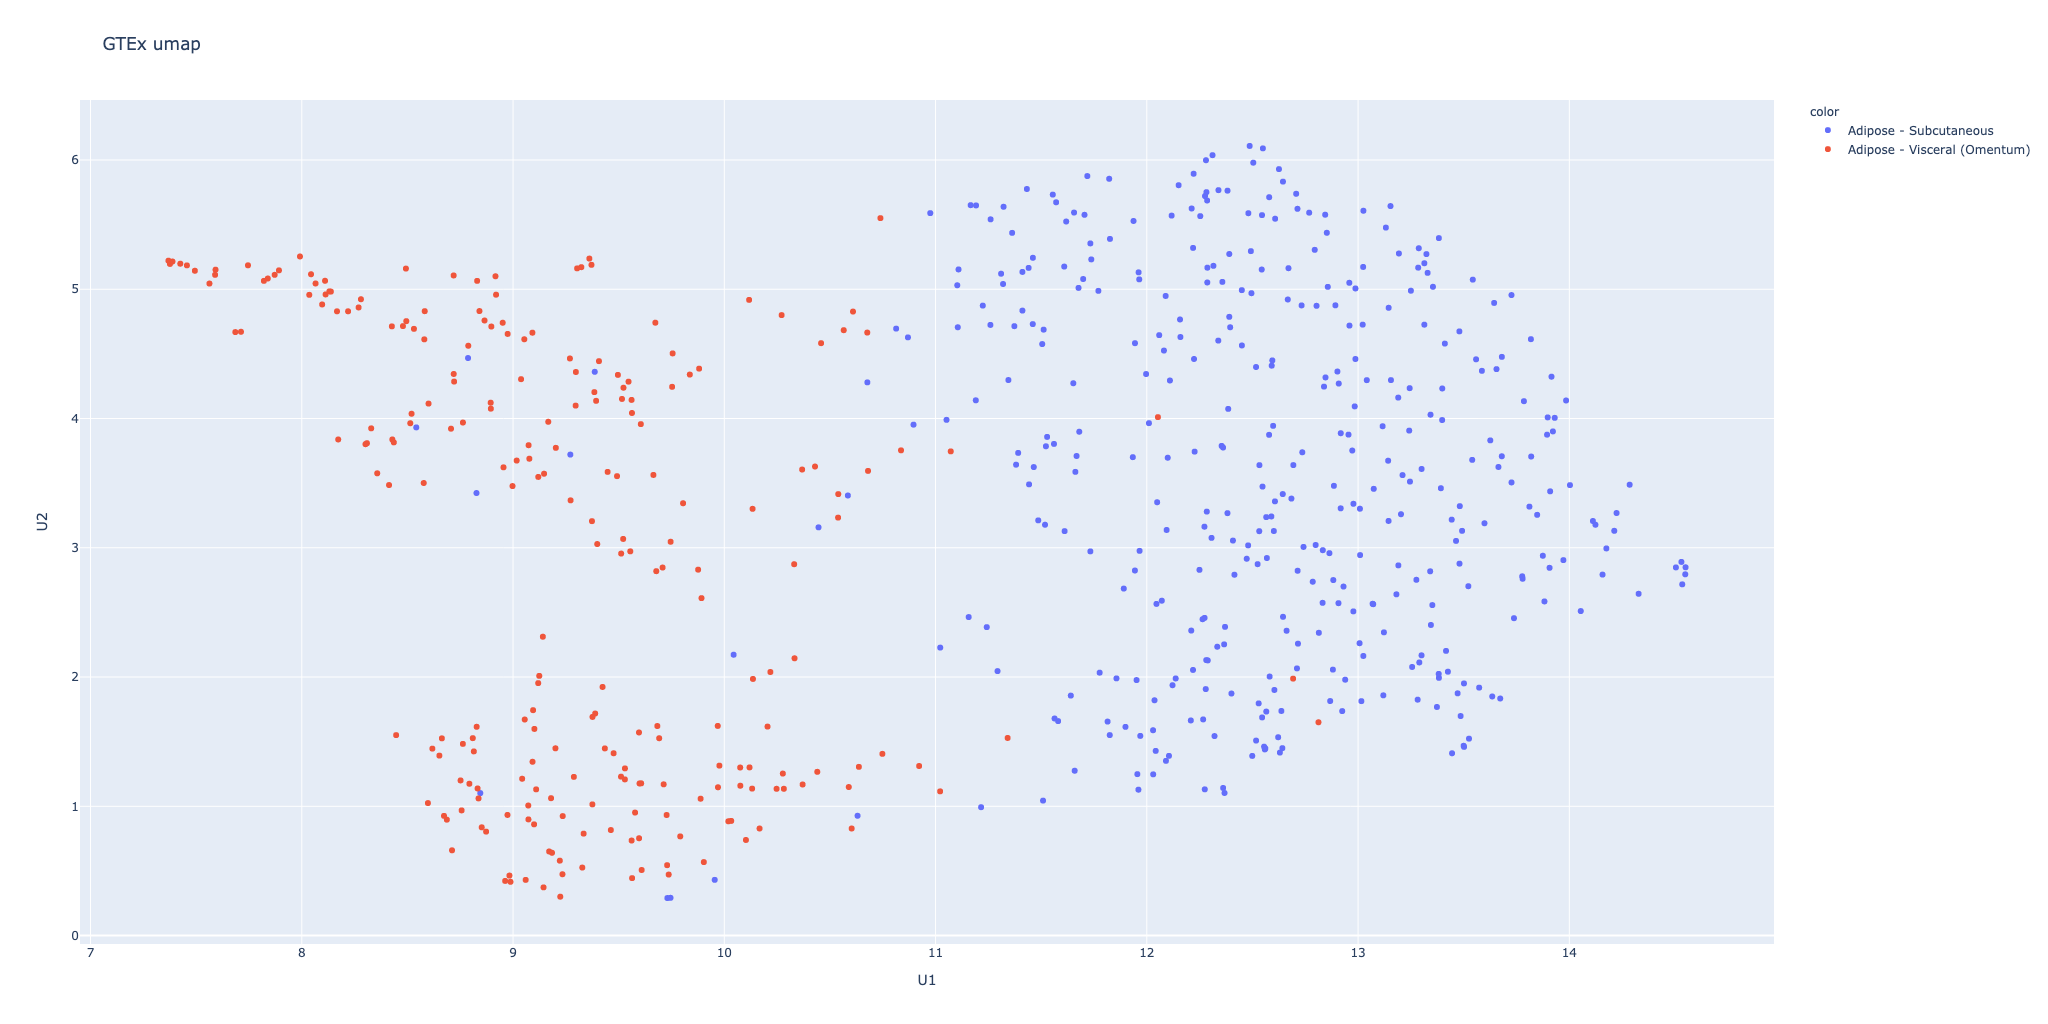 GTEx umap
color
Adipose - Subcutaneous
Adipose - Visceral (Omentum)
6
5
4
3
2
1
0
U2
7 8 9 10 11 12 13 14
U1